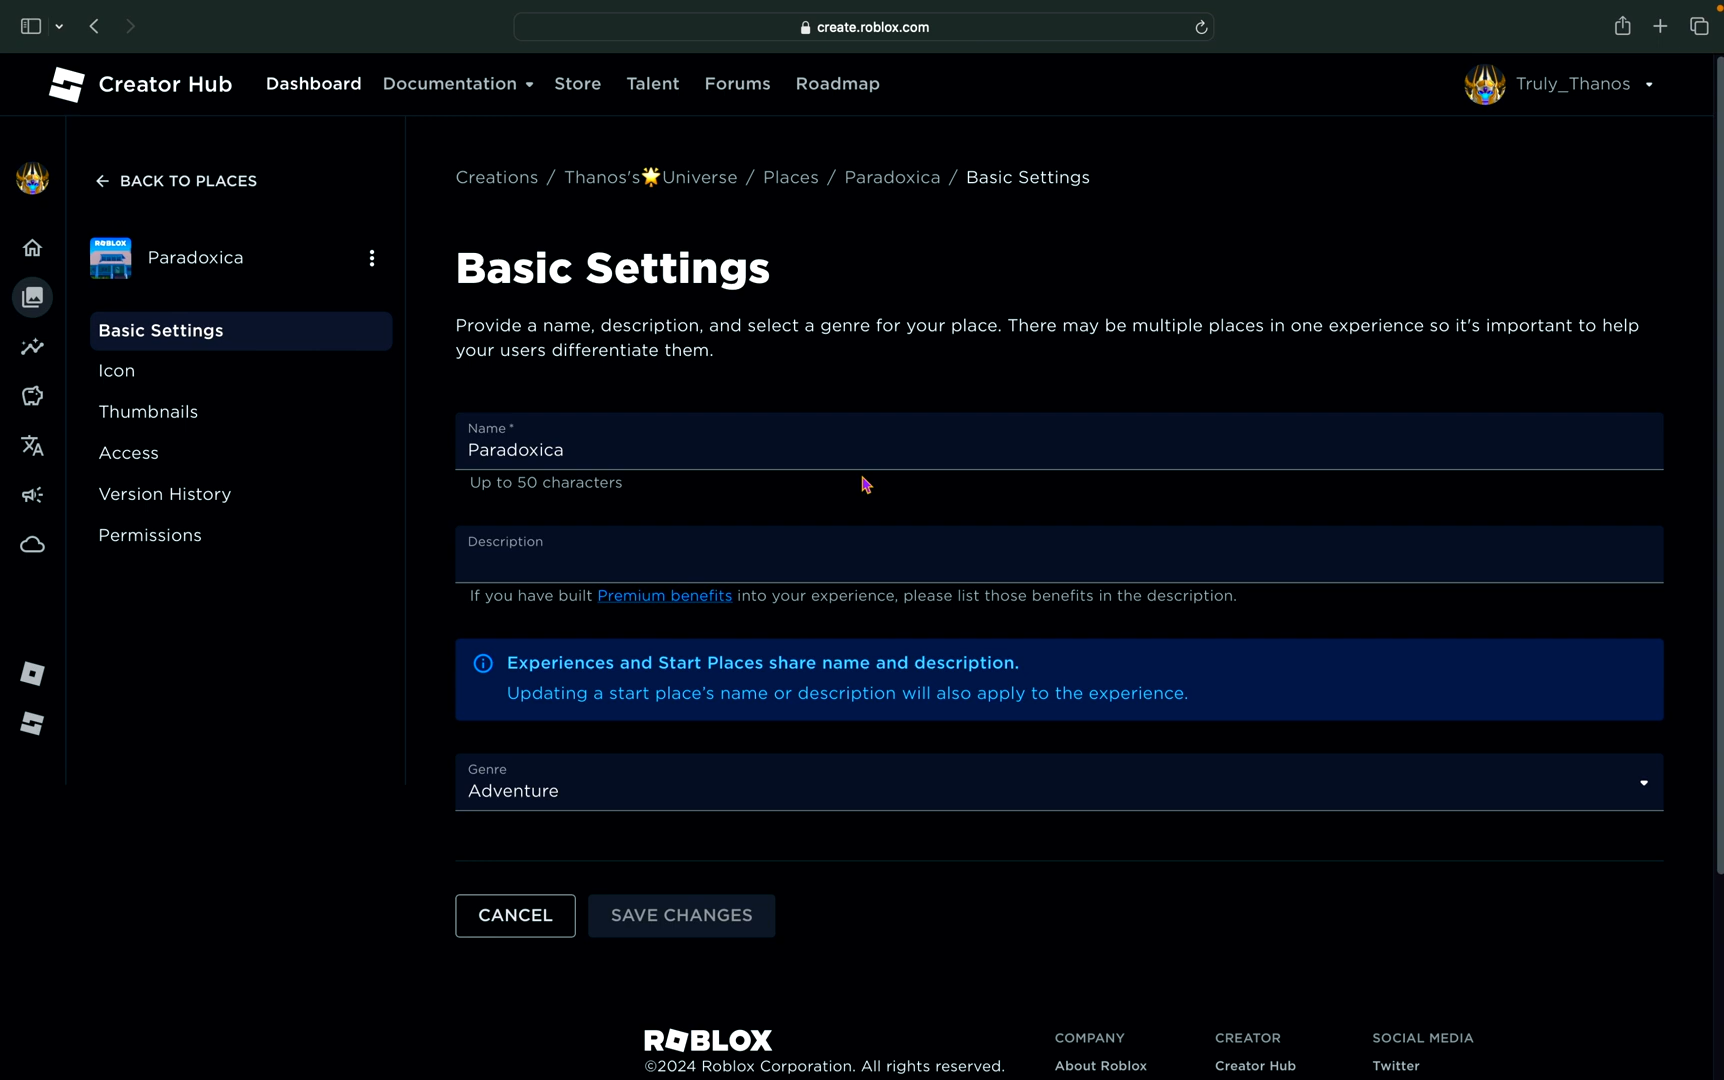 create.roblox.com
Creator Hub Dashboard Documentation Store Talent Forums Roadmap Truly_Thanos
BACK TO PLACES
ROBLOX
Paradoxica
Basic Settings
Icon
Thumbnails
Access
Version History
Permissions
Creations / Thanos's🌟Universe / Places / Paradoxica / Basic Settings
Basic Settings
Provide a name, description, and select a genre for your place. There may be multiple places in one experience so it's important to help
your users differentiate them.
Name *
Paradoxica
Up to 50 characters
Description
If you have built Premium benefits into your experience, please list those benefits in the description.
Experiences and Start Places share name and description.
Updating a start place’s name or description will also apply to the experience.
Genre
Adventure
CANCEL SAVE CHANGES
ROBLOX
©2024 Roblox Corporation. All rights reserved.
COMPANY
About Roblox
CREATOR
Creator Hub
SOCIAL MEDIA
Twitter